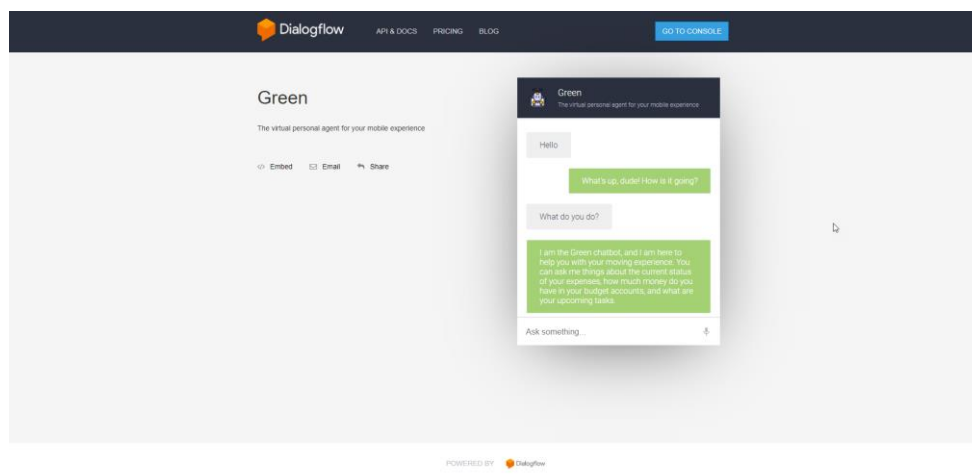 Dialogflow
API & DOCS PRICING BLOG
GO TO CONSOLE
Green
The virtual personal agent for your mobile experience
Embed Email Share
Green
The virtual personal agent for your mobile experience
Hello
What's up, dude! How is it going?
What do you do?
I am the Green chatbot, and I am here to
help you with your moving experience. You
can ask me things about the current status
of your expenses, how much money do you
have in your budget accounts, and what are
your upcoming tasks.
Ask something...
POWERED BY Dialogflow